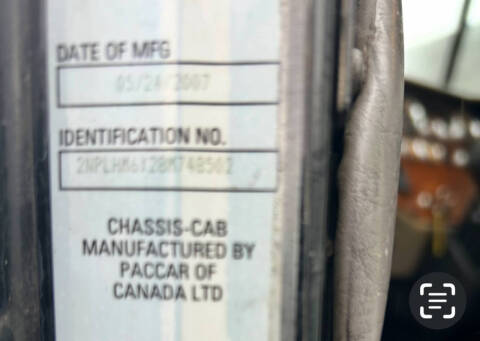 DATE OF MFG
05/24/2007
IDENTIFICATION NO.
CHASSIS-CAB
MANUFACTURED BY
PACCAR OF
CANADA LTD